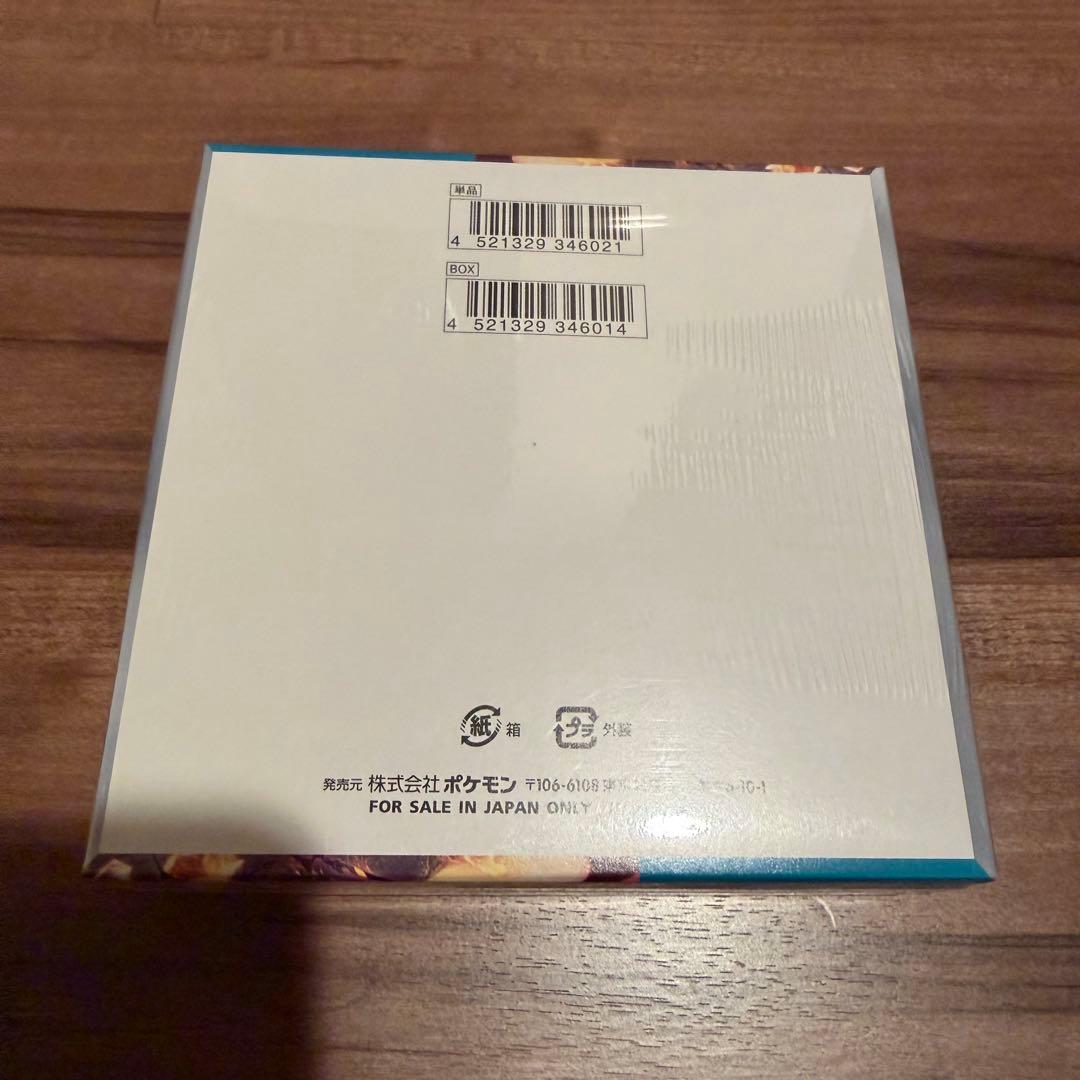 単品
4 521329 346021
BOX
4 521329 346014
紙 箱
プラ 外装
発売元 株式会社ポケモン 〒106-6108
FOR SALE IN JAPAN ONLY